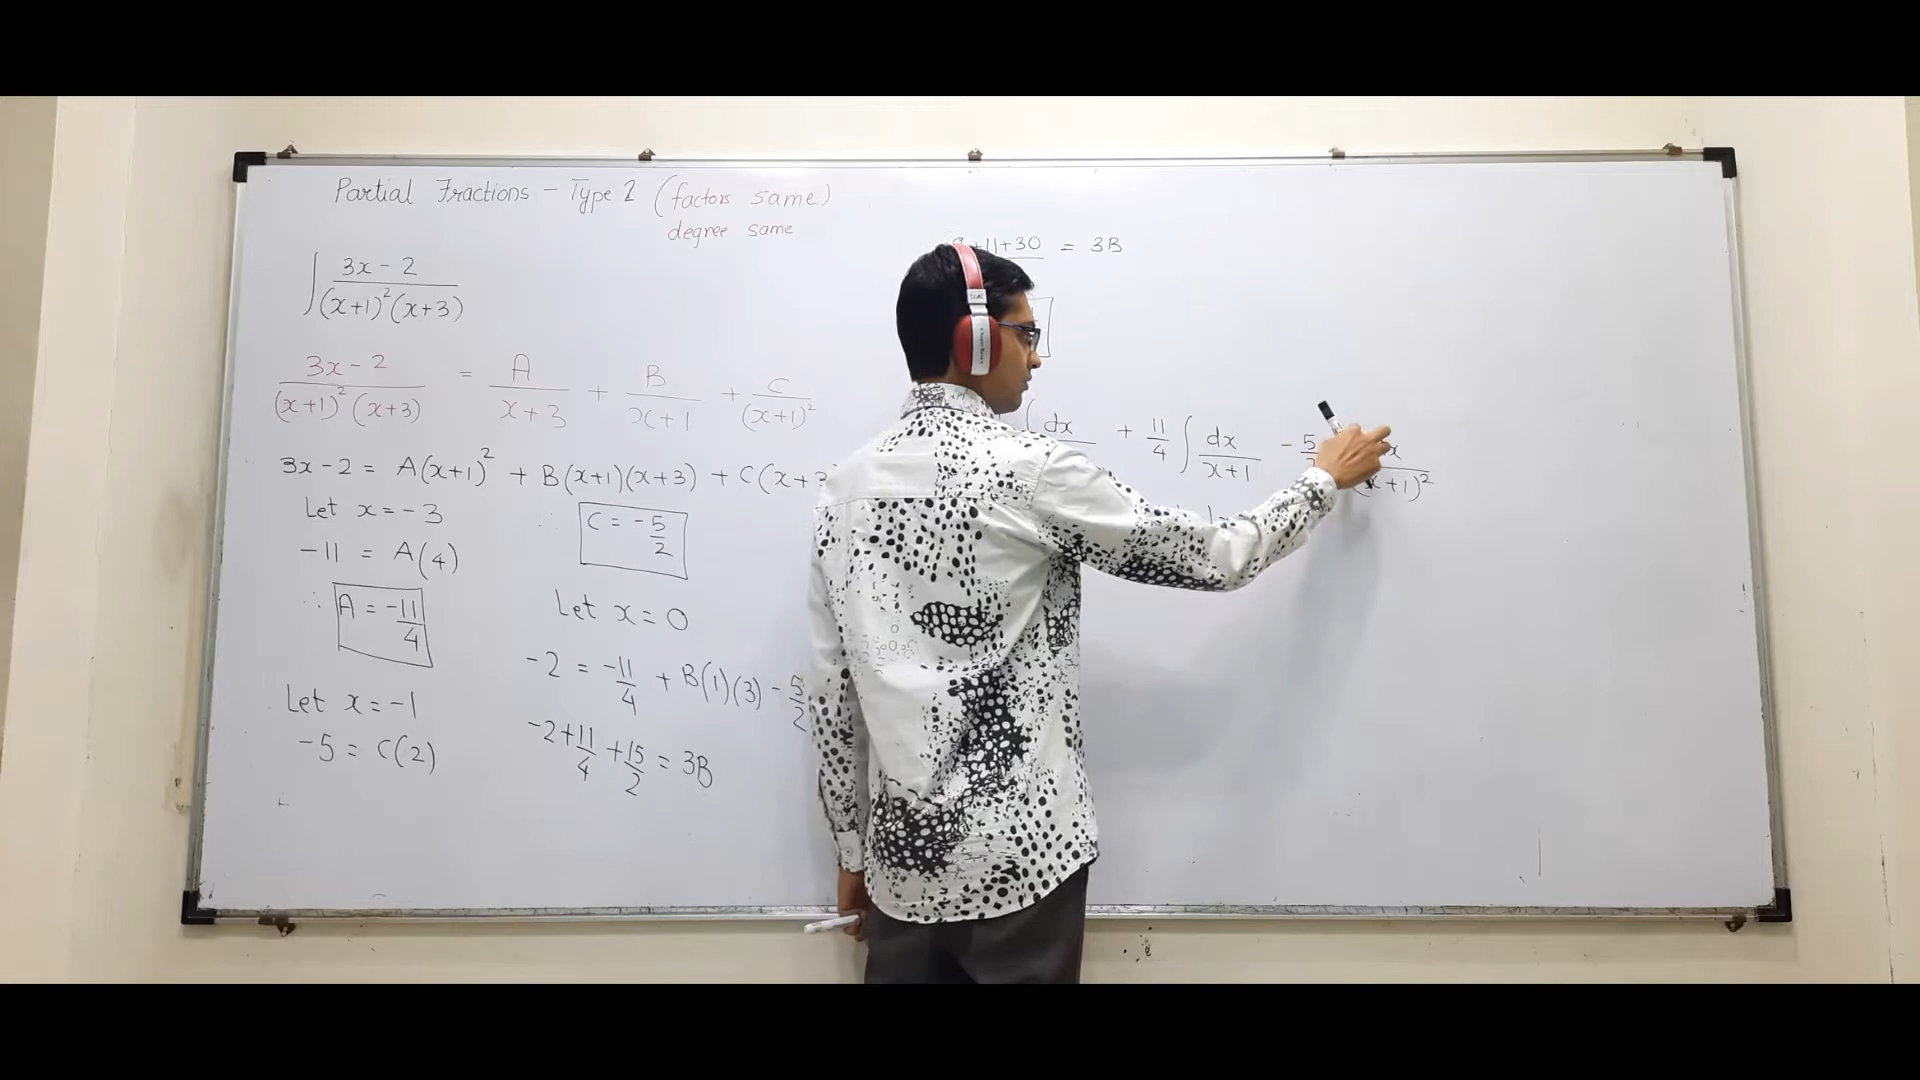 Partial Fractions - Type 2 (factors same)
degree same
∫ 3x - 2 / (x+1)² (x+3)
3x - 2 / (x+1)² (x+3) = A / x+3 + B / x+1 + C / (x+1)²
3x - 2 = A(x+1)² + B(x+1)(x+3) + C(x+3
Let x = -3
-11 = A(4)
∴ A = -11/4
Let x = -1
-5 = C(2)
∴ C = -5/2
Let x = 0
-2 = -11/4 + B(1)(3) - 5/2
-2 + 11/4 + 15/2 = 3B
+11+30 = 3B
∫ dx + 11/4 ∫ dx / x+1 - 5 / (x+1)²